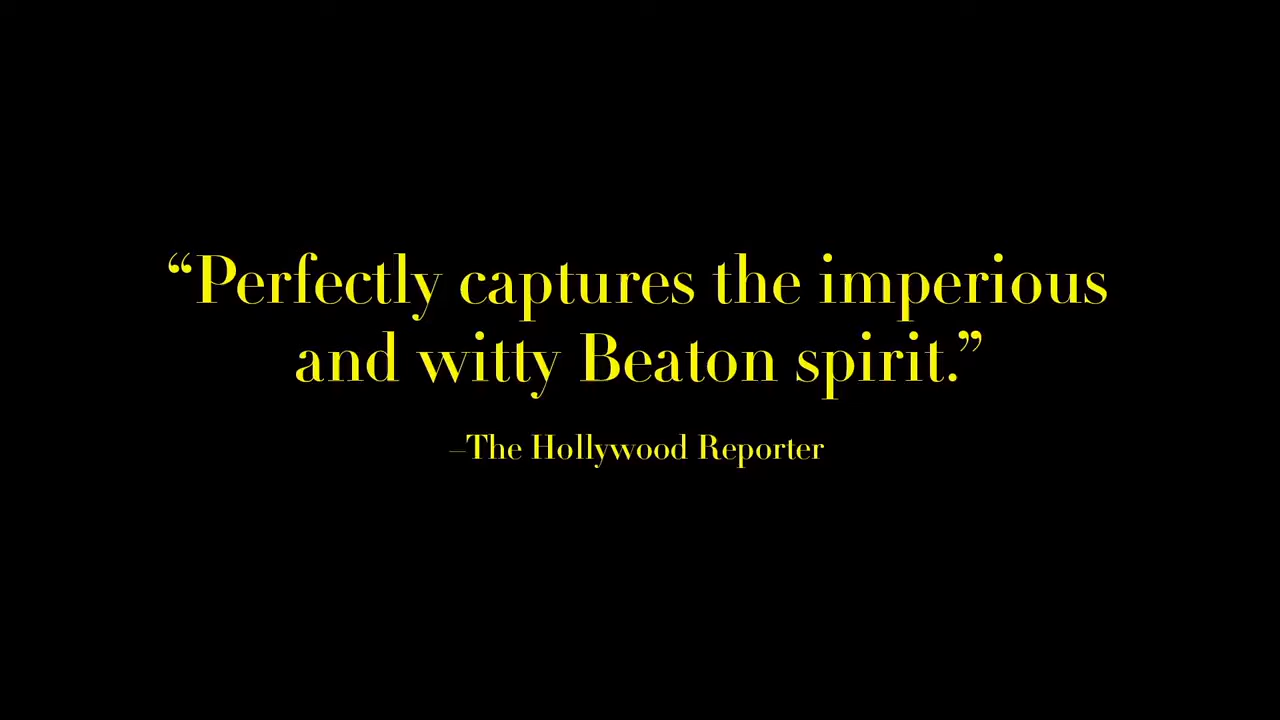 “Perfectly captures the imperious
and witty Beaton spirit.”
–The Hollywood Reporter